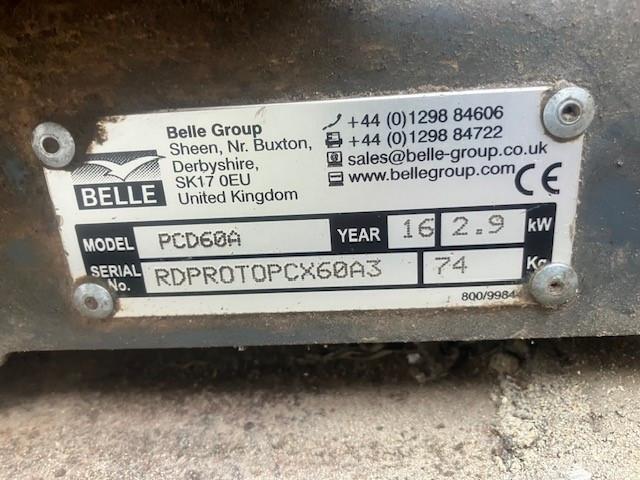 Belle Group
Sheen, Nr. Buxton,
Derbyshire,
SK17 0EU
United Kingdom
+44 (0)1298 84606
+44 (0)1298 84722
sales@belle-group.co.uk
www.bellegroup.com
CE
BELLE
MODEL PCD60A YEAR 16 2.9 kW
SERIAL No. RDPROTOPCX60A3 74 Kg
800/9984